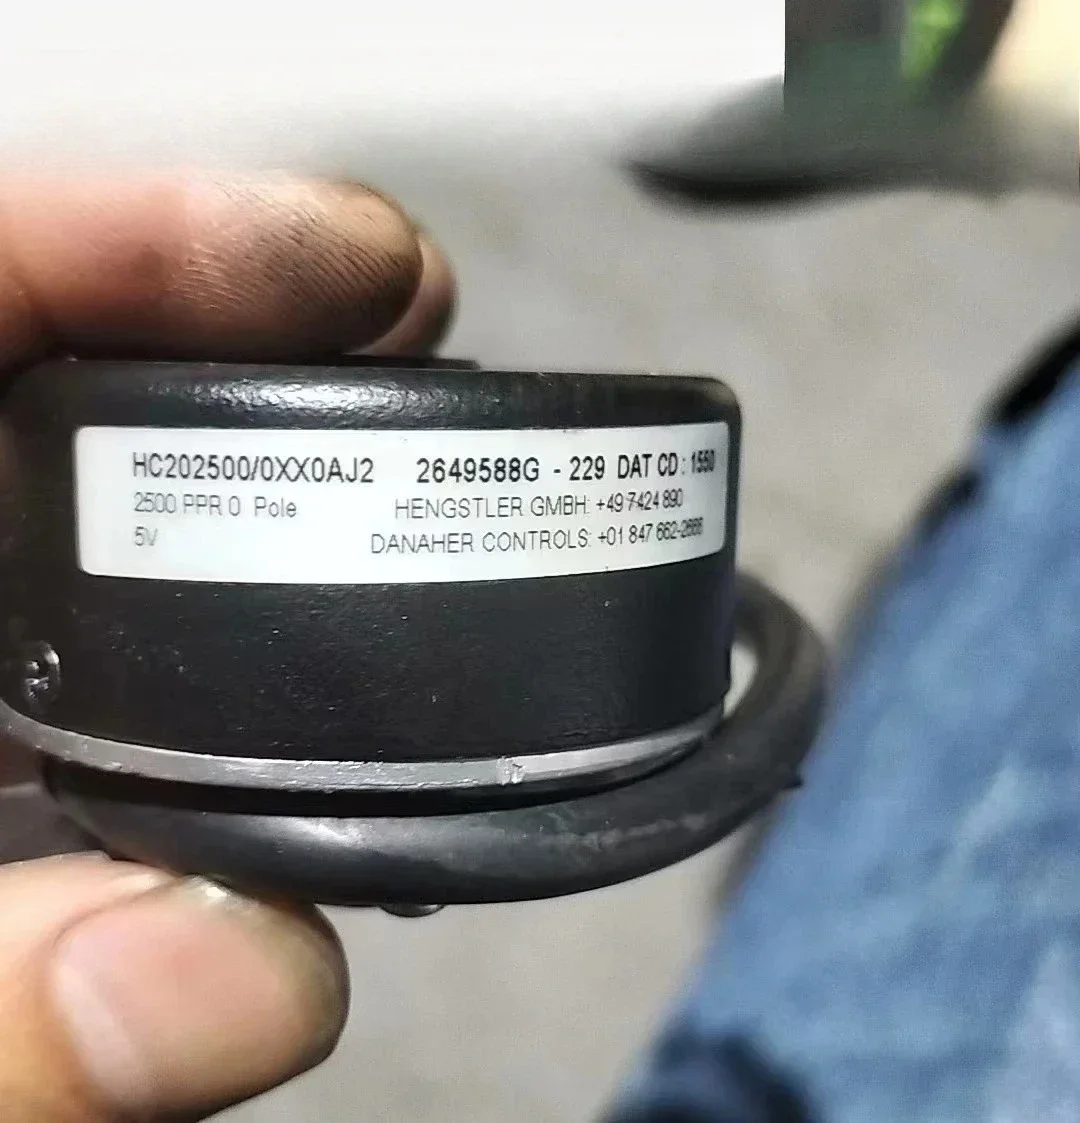 HC202500/0XX0AJ2 2649588G - 229 DAT CD: 1550
2500 PPR 0 Pole HENGSTLER GMBH: +49 7424 890
5V DANAHER CONTROLS: +01 847 662-2666